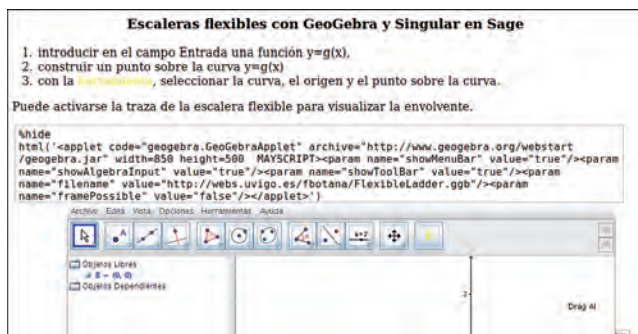 Escaleras flexibles con GeoGebra y Singular en Sage
1. introducir en el campo Entrada una función y=g(x),
2. construir un punto sobre la curva y=g(x)
3. con la herramienta, seleccionar la curva, el origen y el punto sobre la curva.
Puede activarse la traza de la escalera flexible para visualizar la envolvente.
%hide
html('<applet code="geogebra.GeoGebraApplet" archive="http://www.geogebra.org/webstart
/geogebra.jar" width=850 height=500  MAYSCRIPT><param name="showMenuBar" value="true"/><param
name="showAlgebraInput" value="true"/><param name="showToolBar" value="true"/><param
name="filename" value="http://webs.uvigo.es/fbotana/FlexibleLadder.ggb"/><param
name="framePossible" value="false"/></applet>')
Archivo Edita Vista Opciones Herramientas Ayuda
A a=2
Objetos Libres
B = (0, 0)
Objetos Dependientes
2
Drag A!